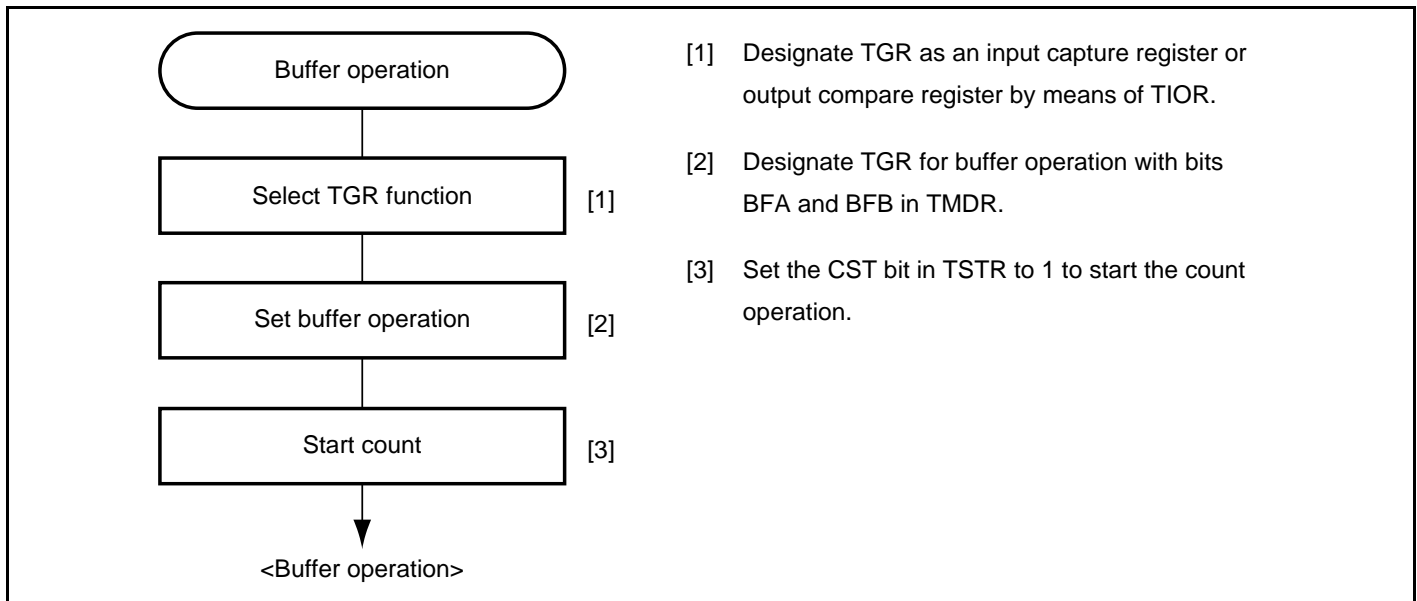 Buffer operation
Select TGR function
[1]
Set buffer operation
[2]
Start count
[3]
<Buffer operation>
[1] Designate TGR as an input capture register or
output compare register by means of TIOR.
[2] Designate TGR for buffer operation with bits
BFA and BFB in TMDR.
[3] Set the CST bit in TSTR to 1 to start the count
operation.